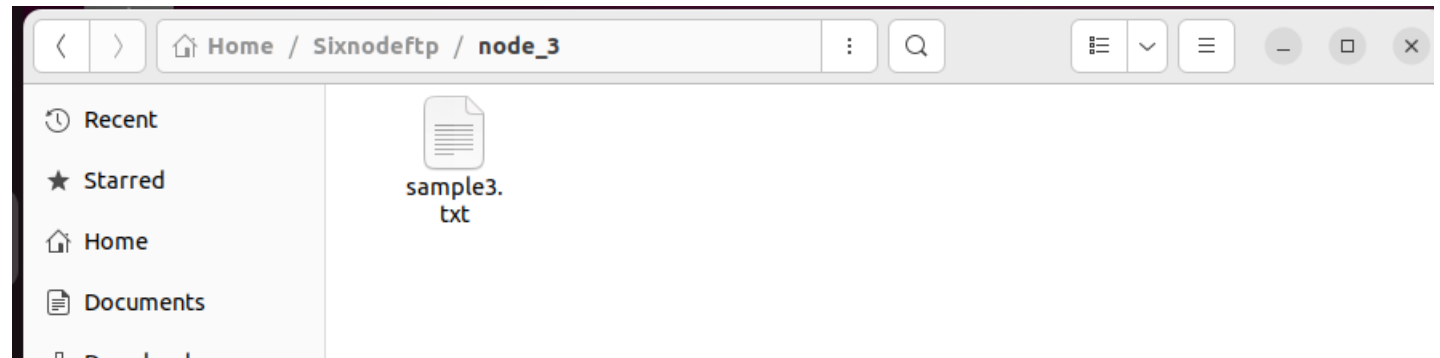 Home / Sixnodeftp / node_3
Recent
Starred
Home
Documents
sample3.
txt